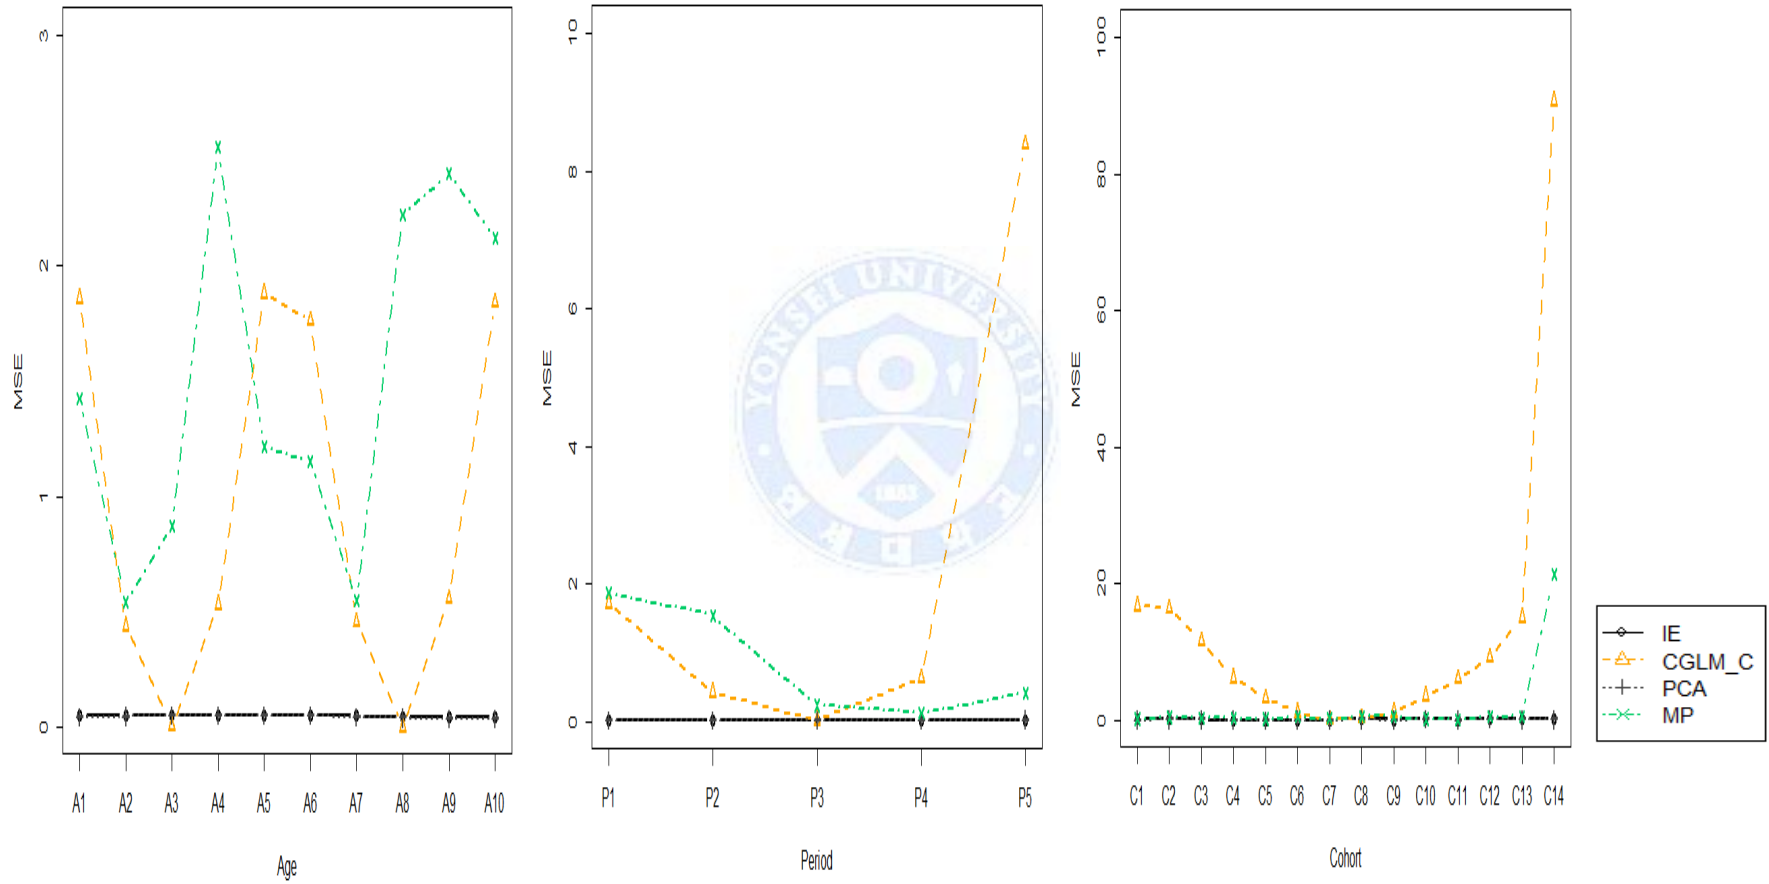 3
2
1
0
MSE
A1 A2 A3 A4 A5 A6 A7 A8 A9 A10
Age
10
8
6
4
2
0
MSE
P1 P2 P3 P4 P5
Period
100
80
60
40
20
0
MSE
C1 C2 C3 C4 C5 C6 C7 C8 C9 C10 C11 C12 C13 C14
Cohort
YONSEI UNIVERSITY
IE
CGLM_C
PCA
MP